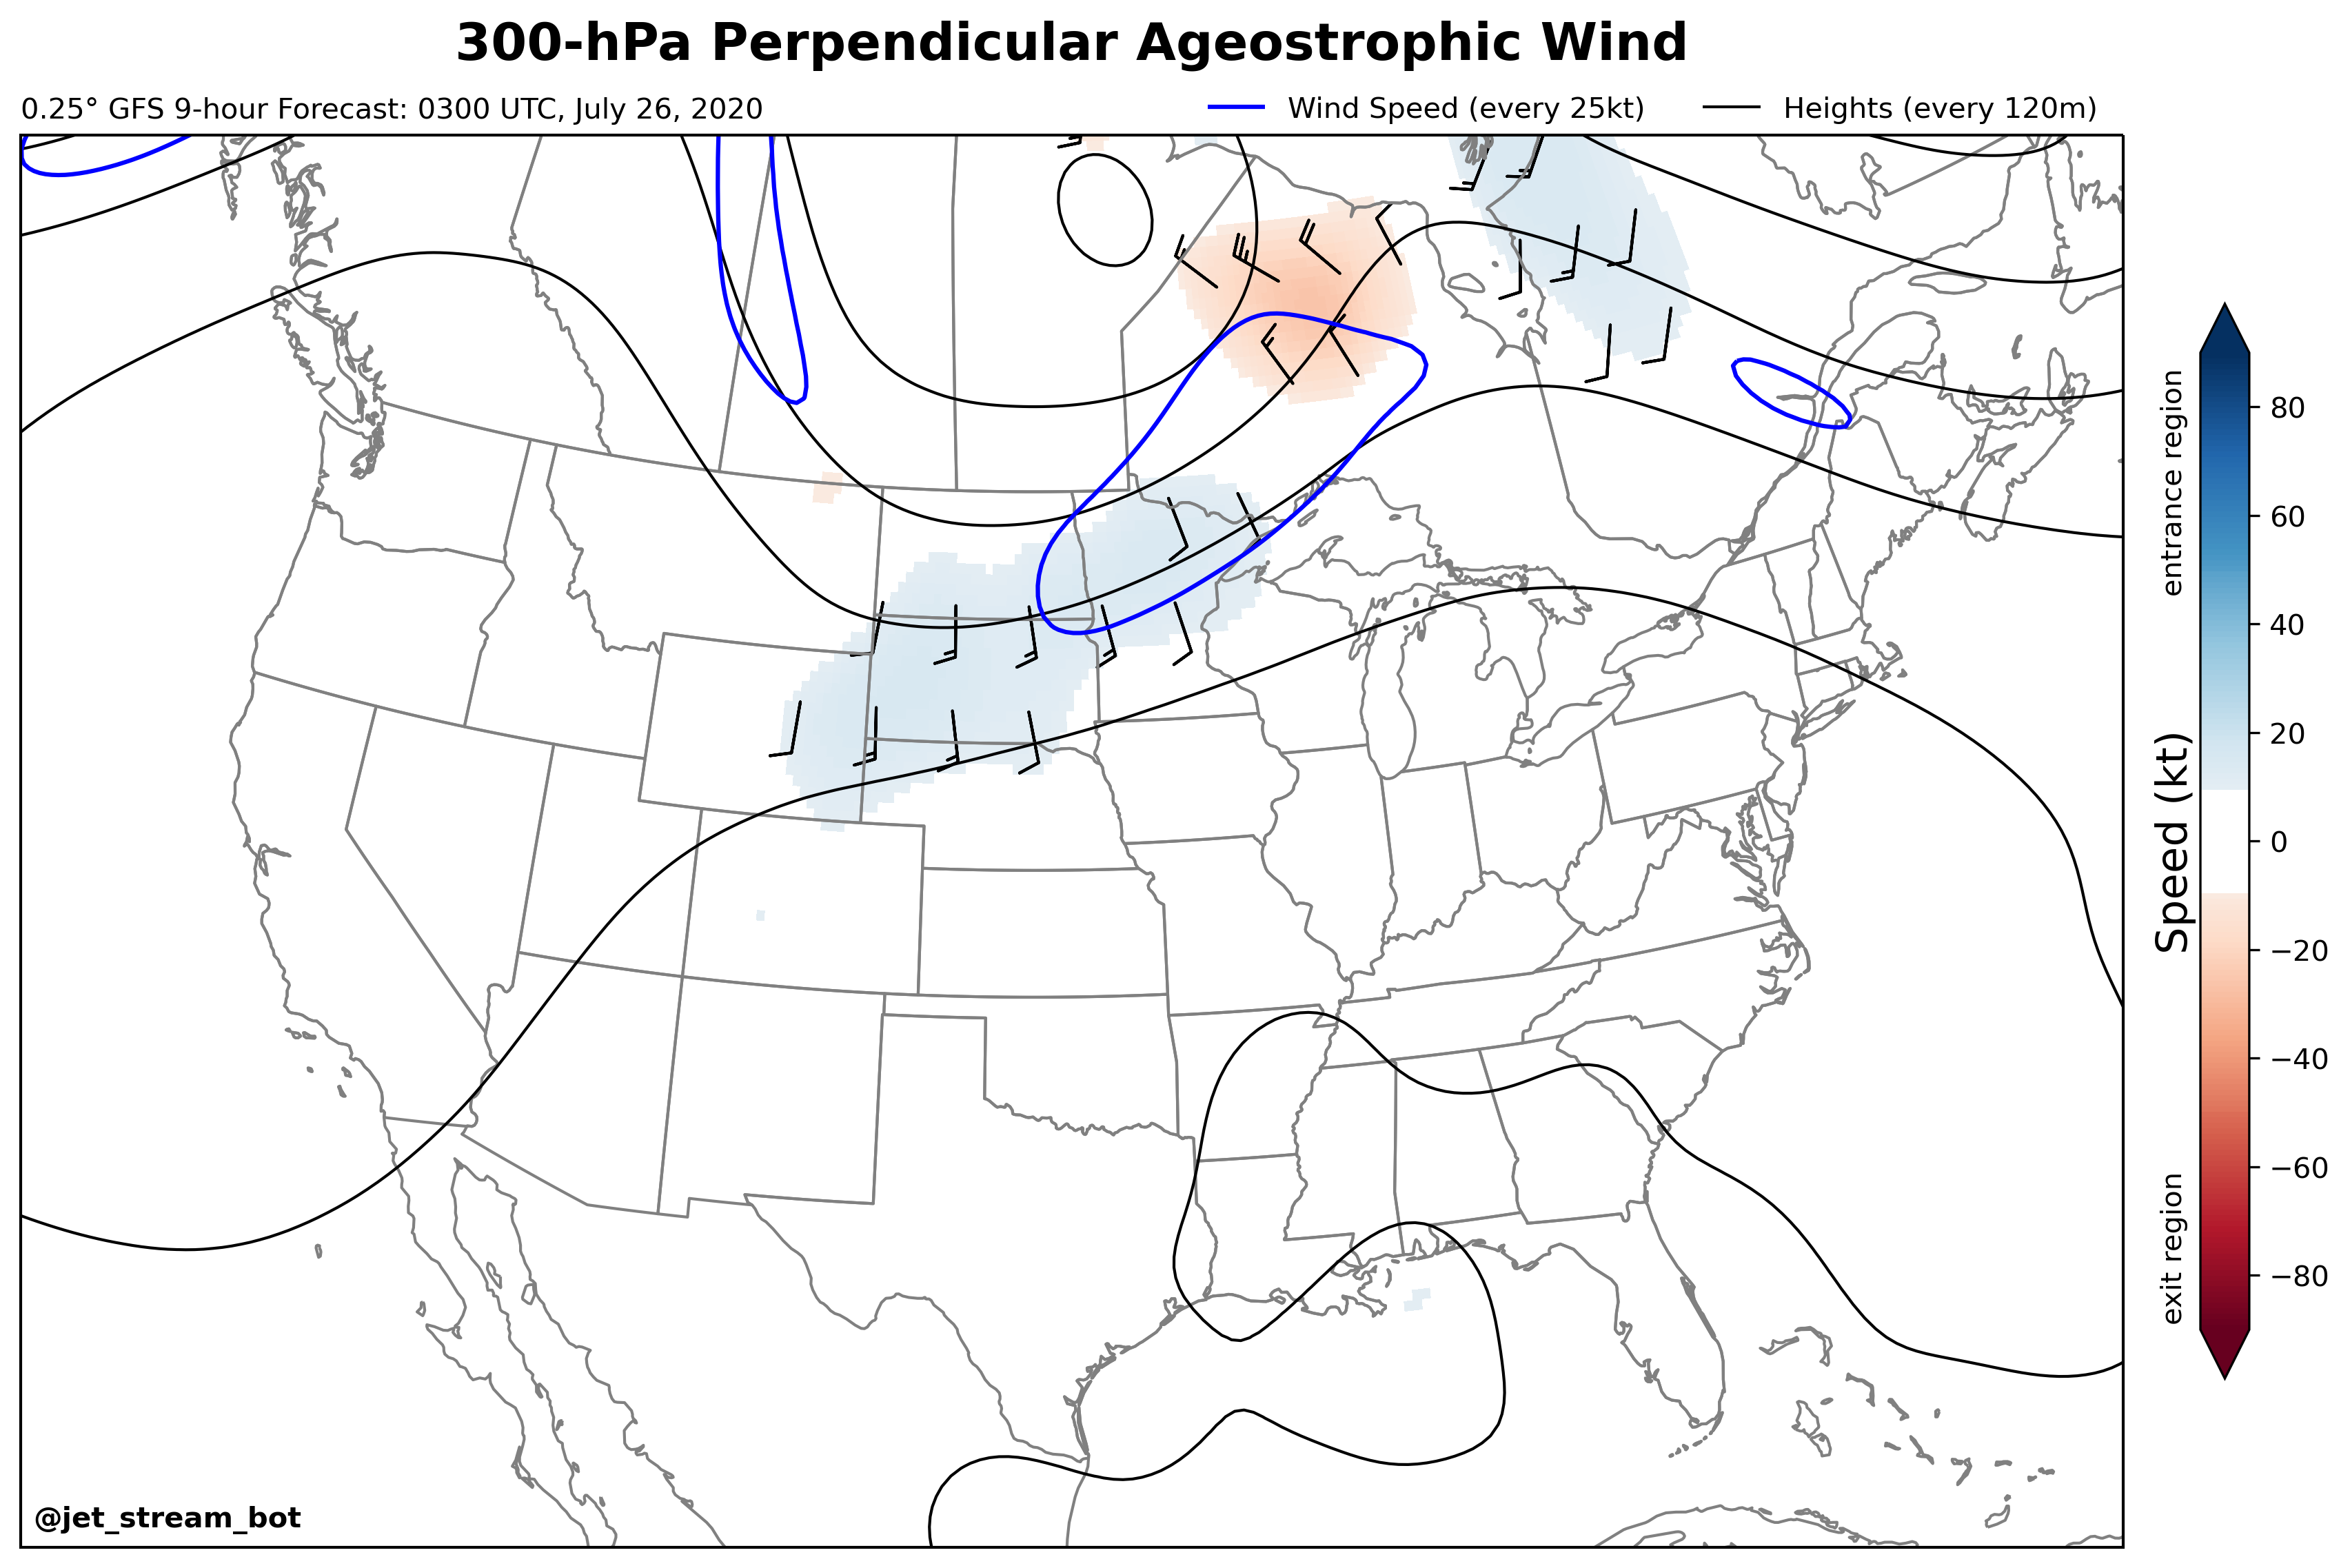 300-hPa Perpendicular Ageostrophic Wind
0.25° GFS 9-hour Forecast: 0300 UTC, July 26, 2020
Wind Speed (every 25kt)
Heights (every 120m)
entrance region
Speed (kt)
exit region
80
60
40
20
0
−20
−40
−60
−80
@jet_stream_bot